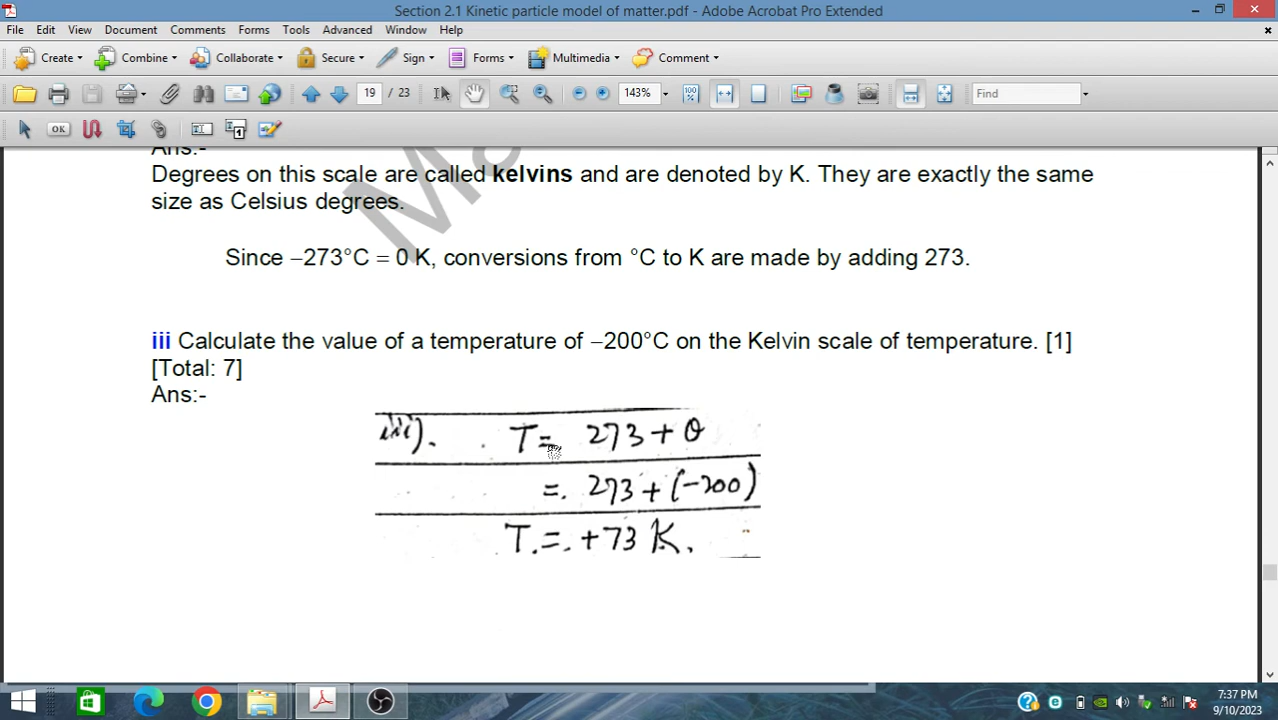 Section 2.1 Kinetic particle model of matter.pdf - Adobe Acrobat Pro Extended
File Edit View Document Comments Forms Tools Advanced Window Help
Create Combine Collaborate Secure Sign Forms Multimedia Comment
19 / 23 143% Find
OK
Ans:-
Degrees on this scale are called kelvins and are denoted by K. They are exactly the same
size as Celsius degrees.
Since −273°C = 0 K, conversions from °C to K are made by adding 273.
iii Calculate the value of a temperature of −200°C on the Kelvin scale of temperature. [1]
[Total: 7]
Ans:-
iii). T = 273 + θ
=. 273 + (-200)
T. =. +73 K.
7:37 PM
9/10/2023